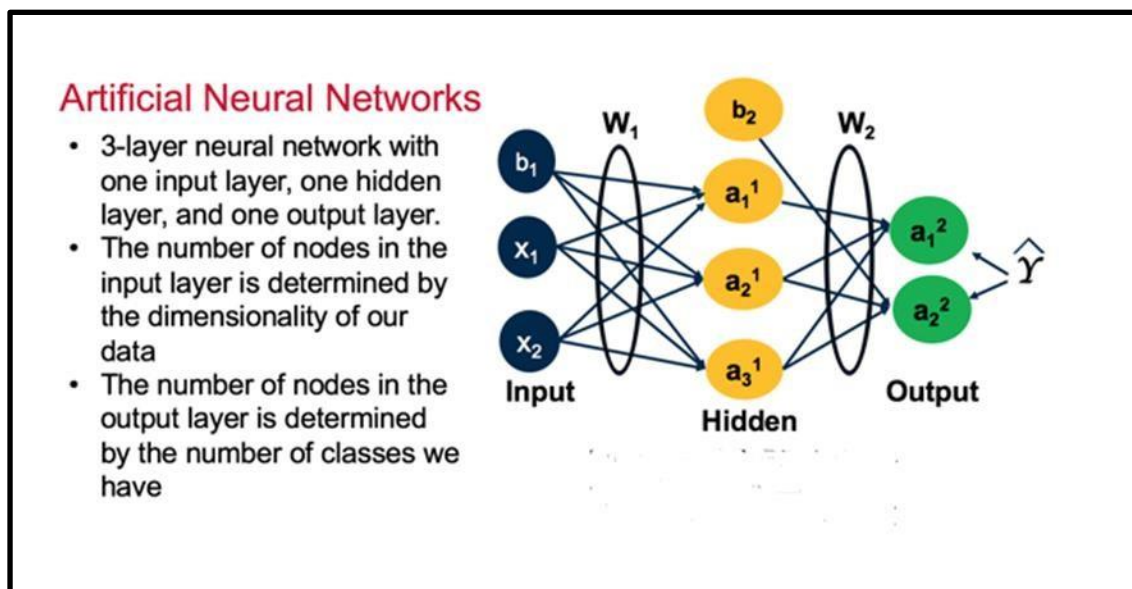 Artificial Neural Networks
• 3-layer neural network with
one input layer, one hidden
layer, and one output layer.
• The number of nodes in the
input layer is determined by
the dimensionality of our
data
• The number of nodes in the
output layer is determined
by the number of classes we
have
W₁
b₂
W₂
b₁
a₁¹
x₁
a₁²
Ŷ
a₂¹
a₂²
x₂
a₃¹
Input
Hidden
Output